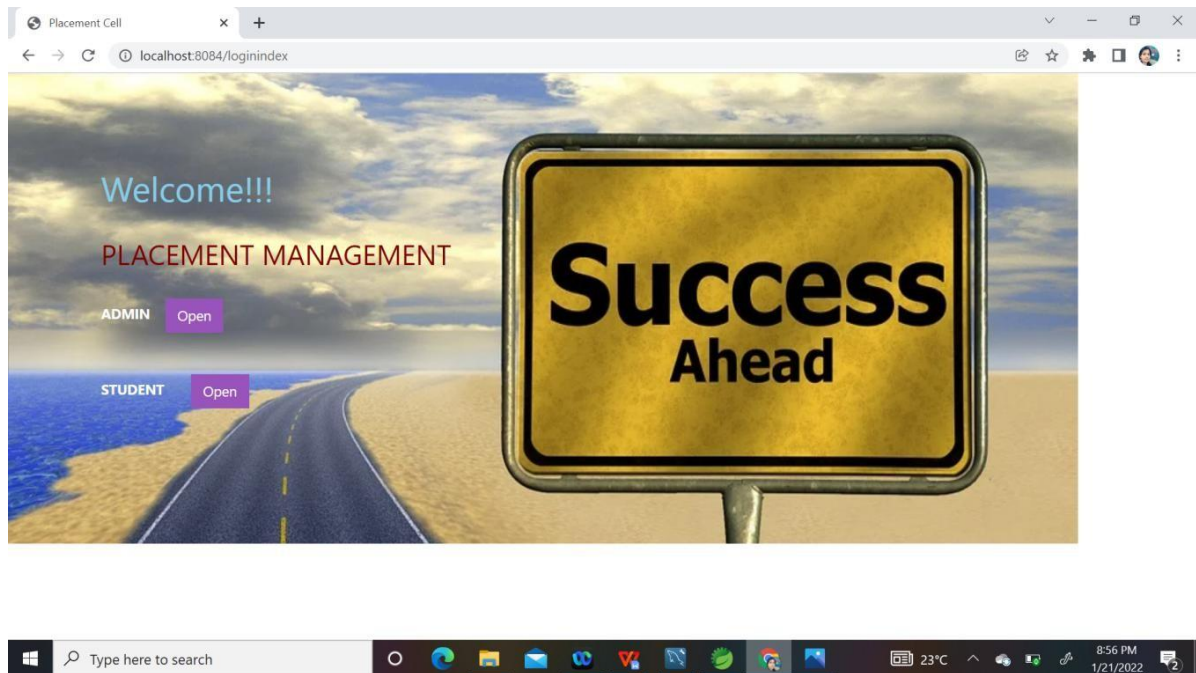 Placement Cell
localhost:8084/loginindex
Welcome!!!
PLACEMENT MANAGEMENT
ADMIN Open
STUDENT Open
Success
Ahead
Type here to search
23°C
8:56 PM
1/21/2022
2